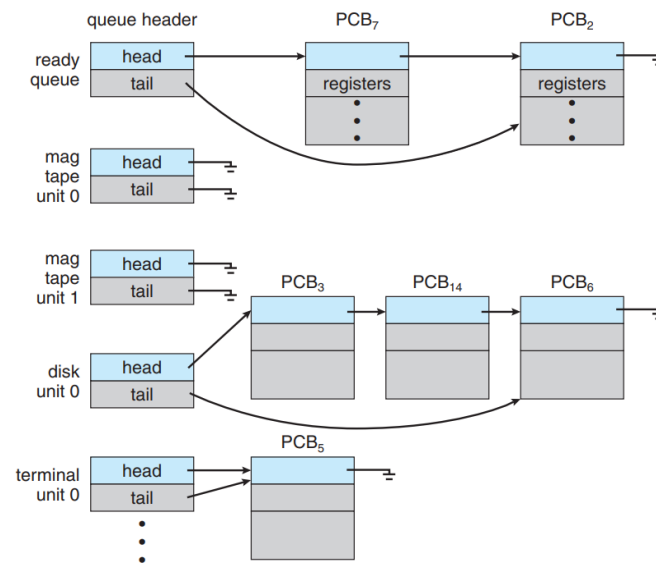 queue header
PCB₇
PCB₂
ready
queue
head
tail
registers
registers
mag
tape
unit 0
head
tail
mag
tape
unit 1
head
tail
PCB₃
PCB₁₄
PCB₆
disk
unit 0
head
tail
PCB₅
terminal
unit 0
head
tail